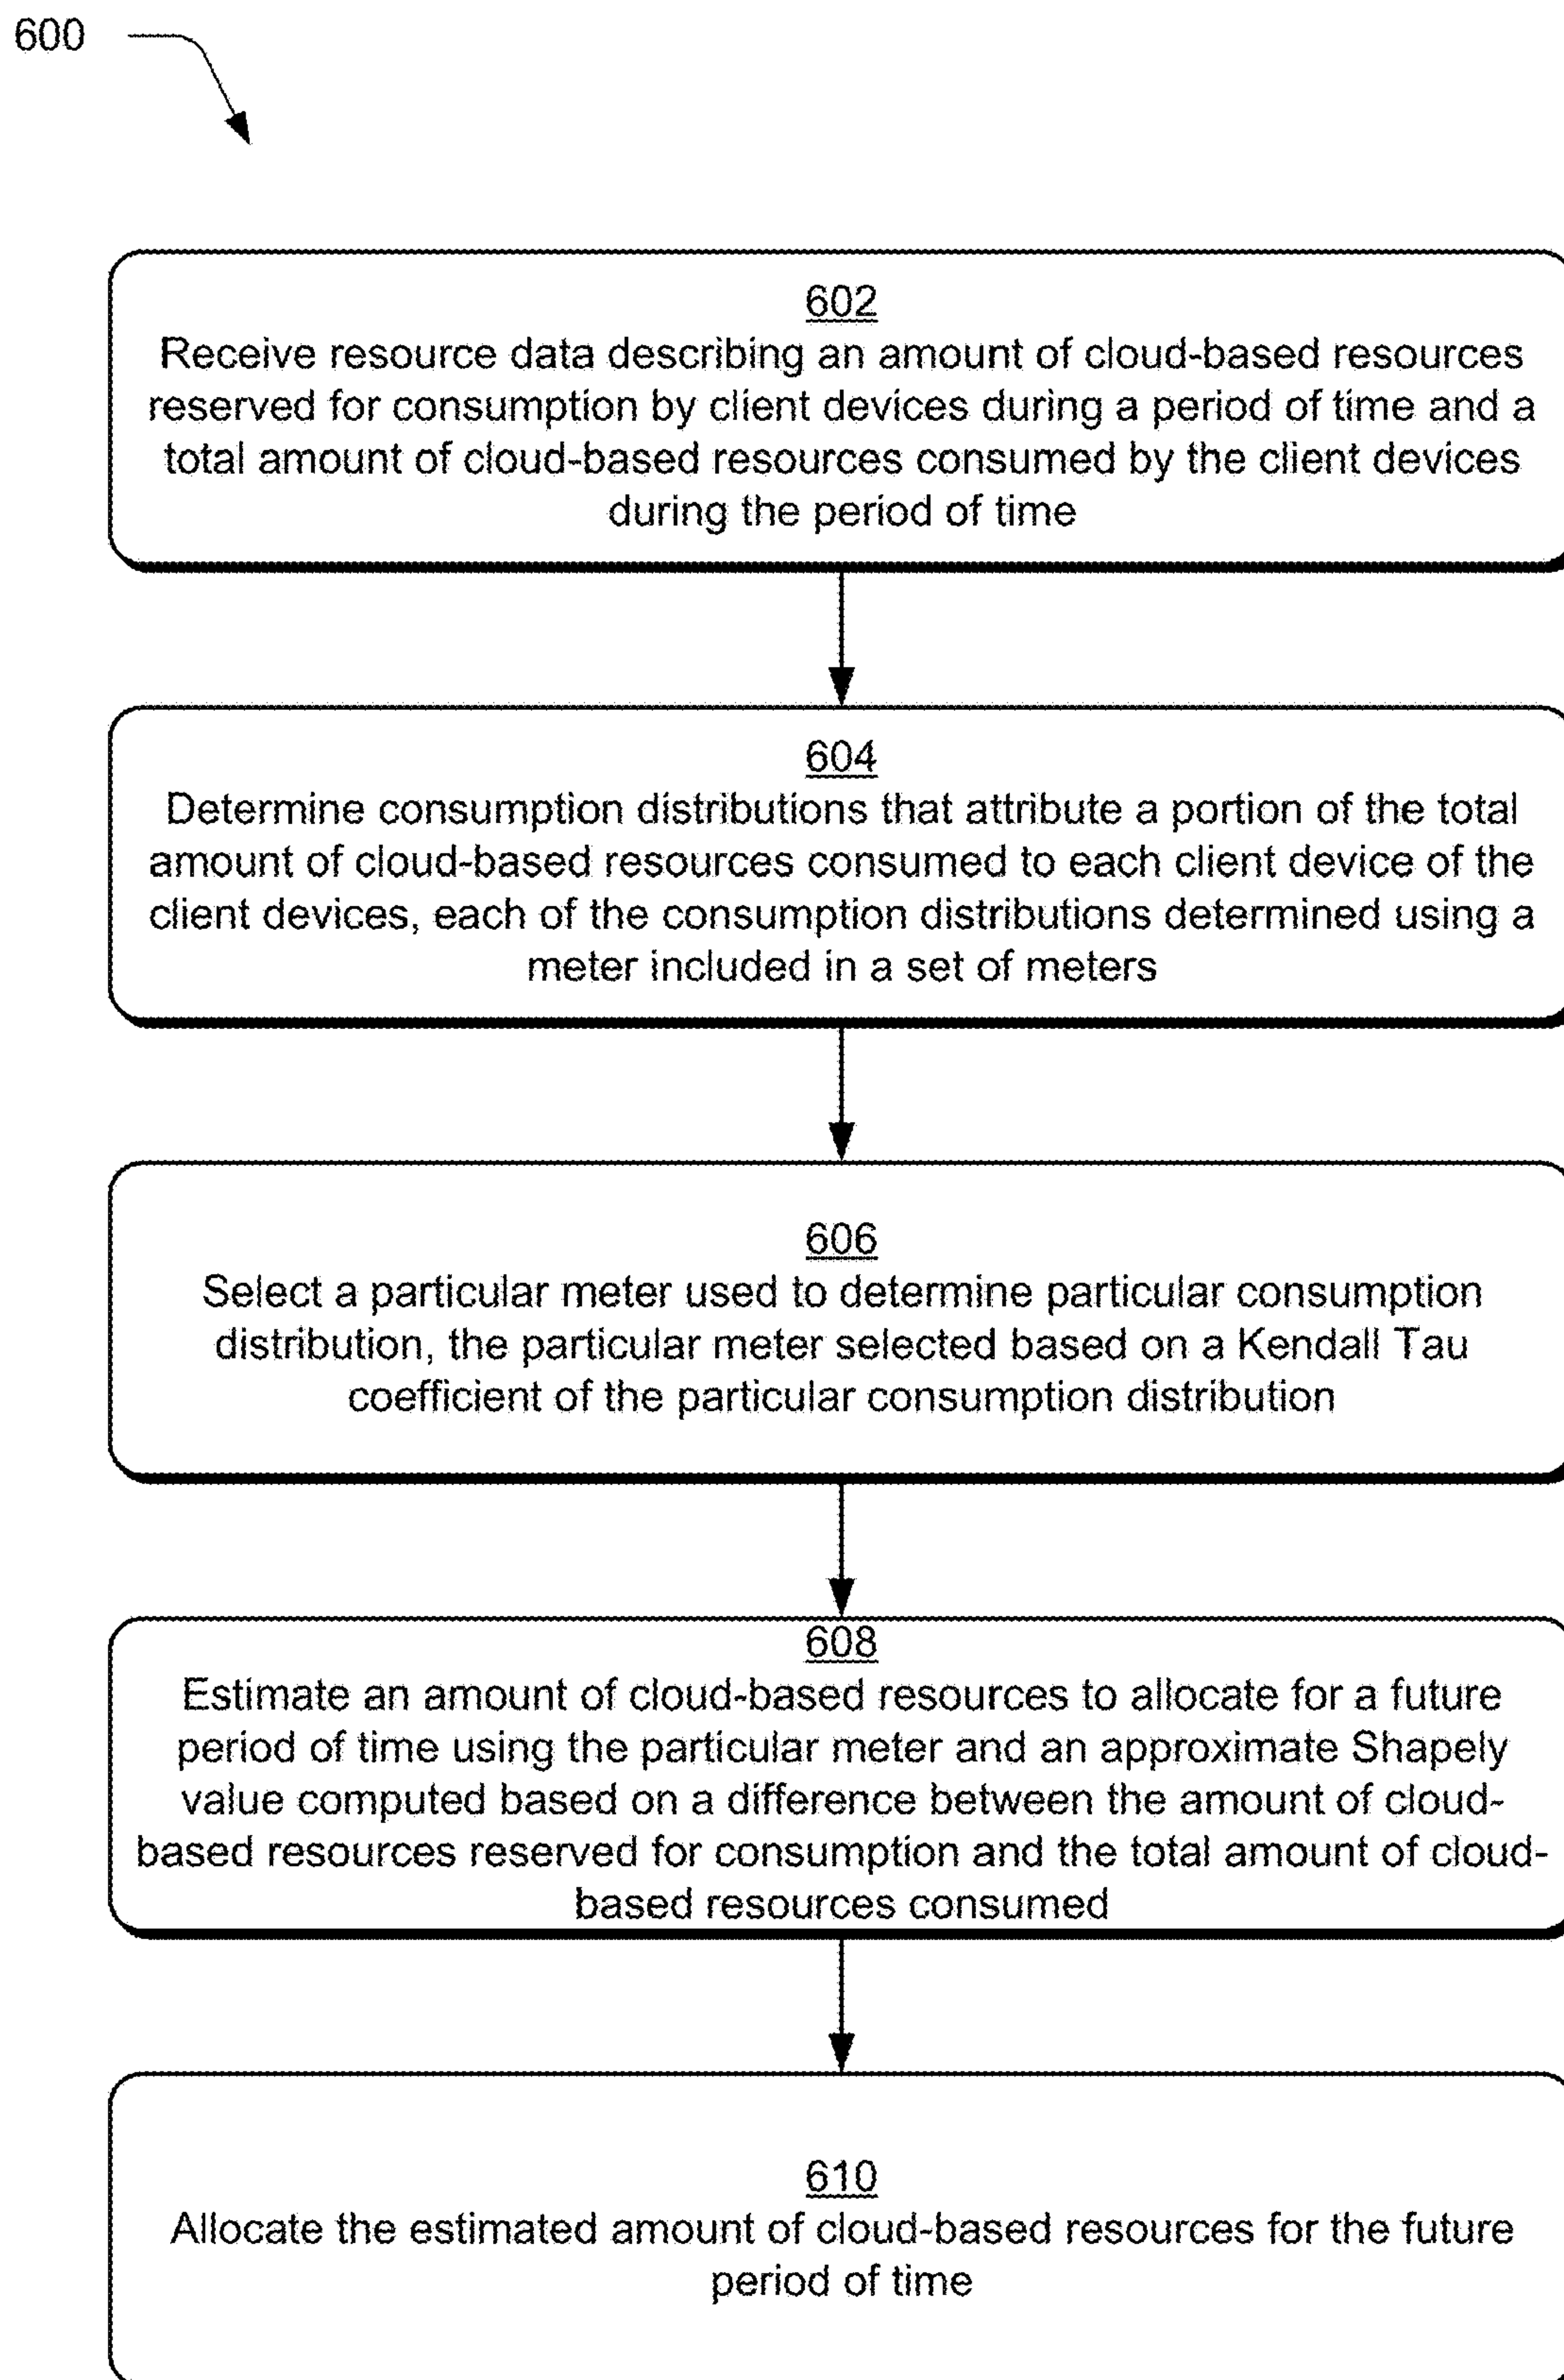 600
602
Receive resource data describing an amount of cloud-based resources
reserved for consumption by client devices during a period of time and a
total amount of cloud-based resources consumed by the client devices
during the period of time
604
Determine consumption distributions that attribute a portion of the total
amount of cloud-based resources consumed to each client device of the
client devices, each of the consumption distributions determined using a
meter included in a set of meters
606
Select a particular meter used to determine particular consumption
distribution, the particular meter selected based on a Kendall Tau
coefficient of the particular consumption distribution
608
Estimate an amount of cloud-based resources to allocate for a future
period of time using the particular meter and an approximate Shapely
value computed based on a difference between the amount of cloud-
based resources reserved for consumption and the total amount of cloud-
based resources consumed
610
Allocate the estimated amount of cloud-based resources for the future
period of time